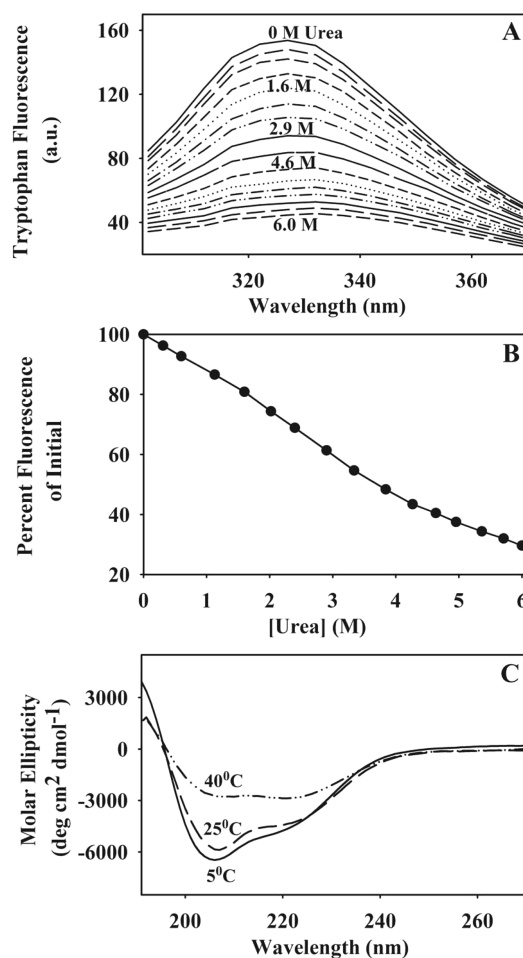 A
160
120
80
40
Tryptophan Fluorescence
(a.u.)
0 M Urea
1.6 M
2.9 M
4.6 M
6.0 M
320 340 360
Wavelength (nm)
B
100
80
60
40
20
Percent Fluorescence
of Initial
0 1 2 3 4 5 6
[Urea] (M)
C
3000
0
-3000
-6000
Molar Ellipticity
(deg cm² dmol⁻¹)
40⁰C
25⁰C
5⁰C
200 220 240 260
Wavelength (nm)